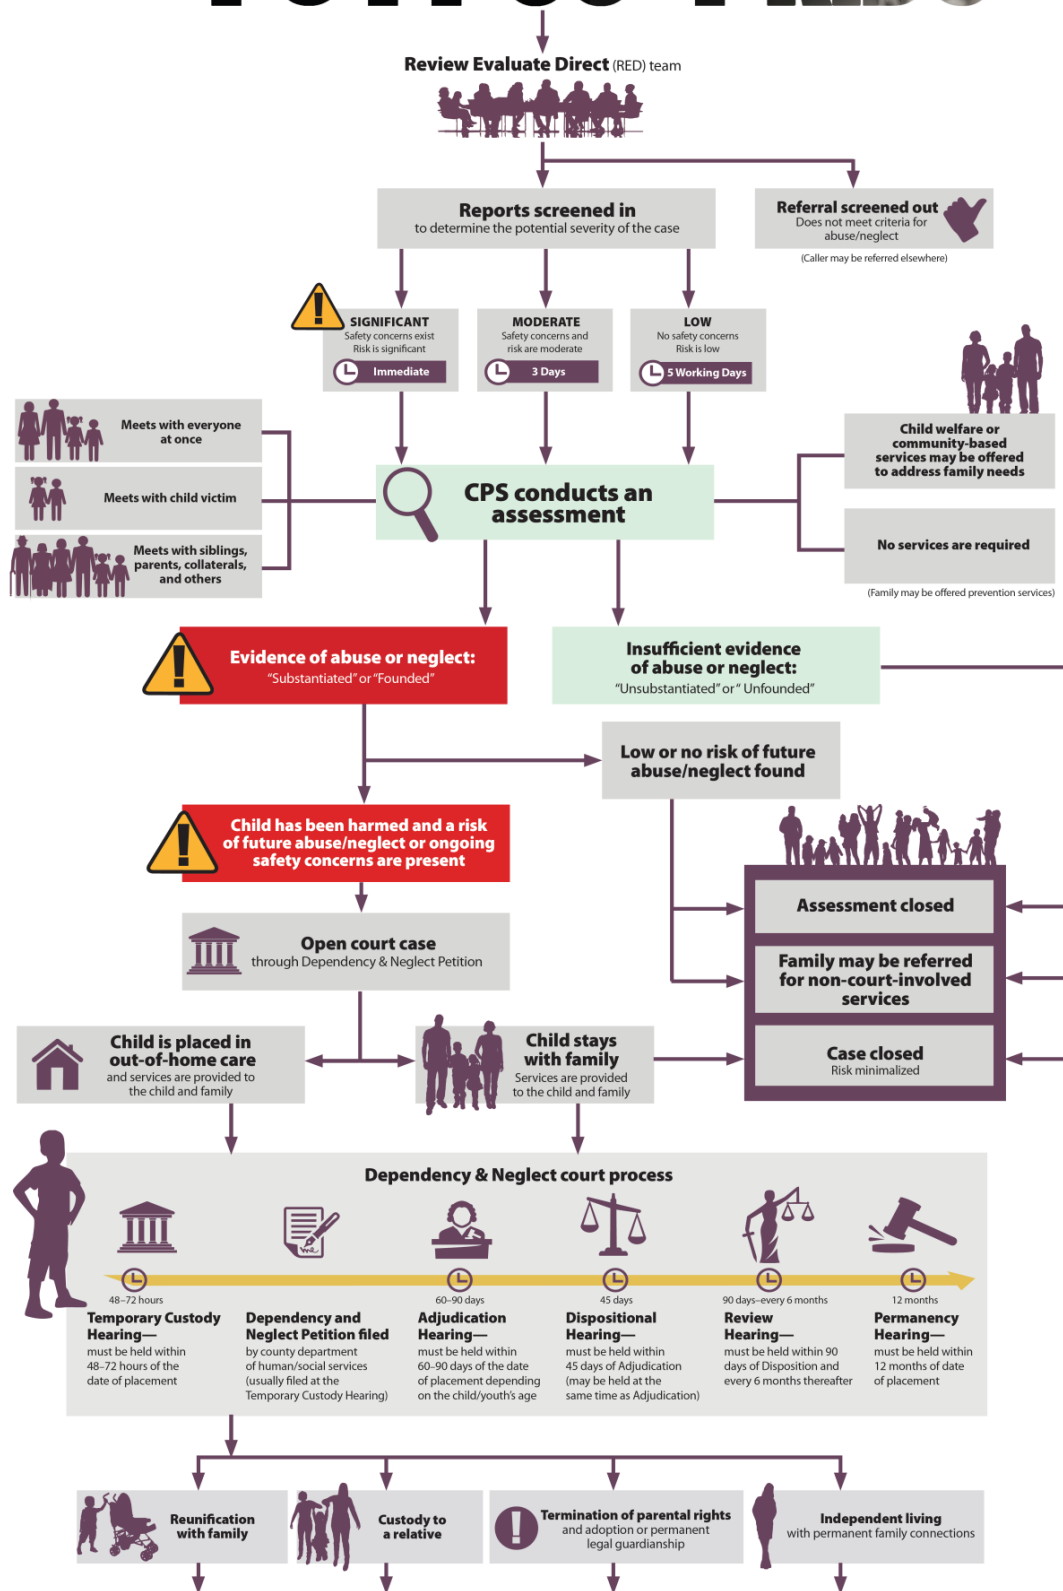 Review Evaluate Direct (RED) team
Reports screened in
to determine the potential severity of the case
Referral screened out
Does not meet criteria for
abuse/neglect
(Caller may be referred elsewhere)
SIGNIFICANT
Safety concerns exist
Risk is significant
Immediate
MODERATE
Safety concerns and
risk are moderate
3 Days
LOW
No safety concerns
Risk is low
5 Working Days
Meets with everyone
at once
Meets with child victim
Meets with siblings,
parents, collaterals,
and others
CPS conducts an
assessment
Child welfare or
community-based
services may be offered
to address family needs
No services are required
(Family may be offered prevention services)
Evidence of abuse or neglect:
“Substantiated” or “Founded”
Insufficient evidence
of abuse or neglect:
“Unsubstantiated” or “ Unfounded”
Low or no risk of future
abuse/neglect found
Child has been harmed and a risk
of future abuse/neglect or ongoing
safety concerns are present
Open court case
through Dependency & Neglect Petition
Assessment closed
Family may be referred
for non-court-involved
services
Case closed
Risk minimalized
Child is placed in
out-of-home care
and services are provided to
the child and family
Child stays
with family
Services are provided
to the child and family
Dependency & Neglect court process
48–72 hours
Temporary Custody
Hearing—
must be held within
48–72 hours of the
date of placement
Dependency and
Neglect Petition filed
by county department
of human/social services
(usually filed at the
Temporary Custody Hearing)
60–90 days
Adjudication
Hearing—
must be held within
60–90 days of the date
of placement depending
on the child/youth’s age
45 days
Dispositional
Hearing—
must be held within
45 days of Adjudication
(may be held at the
same time as Adjudication)
90 days–every 6 months
Review
Hearing—
must be held within 90
days of Disposition and
every 6 months thereafter
12 months
Permanency
Hearing—
must be held within
12 months of date
of placement
Reunification
with family
Custody to
a relative
Termination of parental rights
and adoption or permanent
legal guardianship
Independent living
with permanent family connections